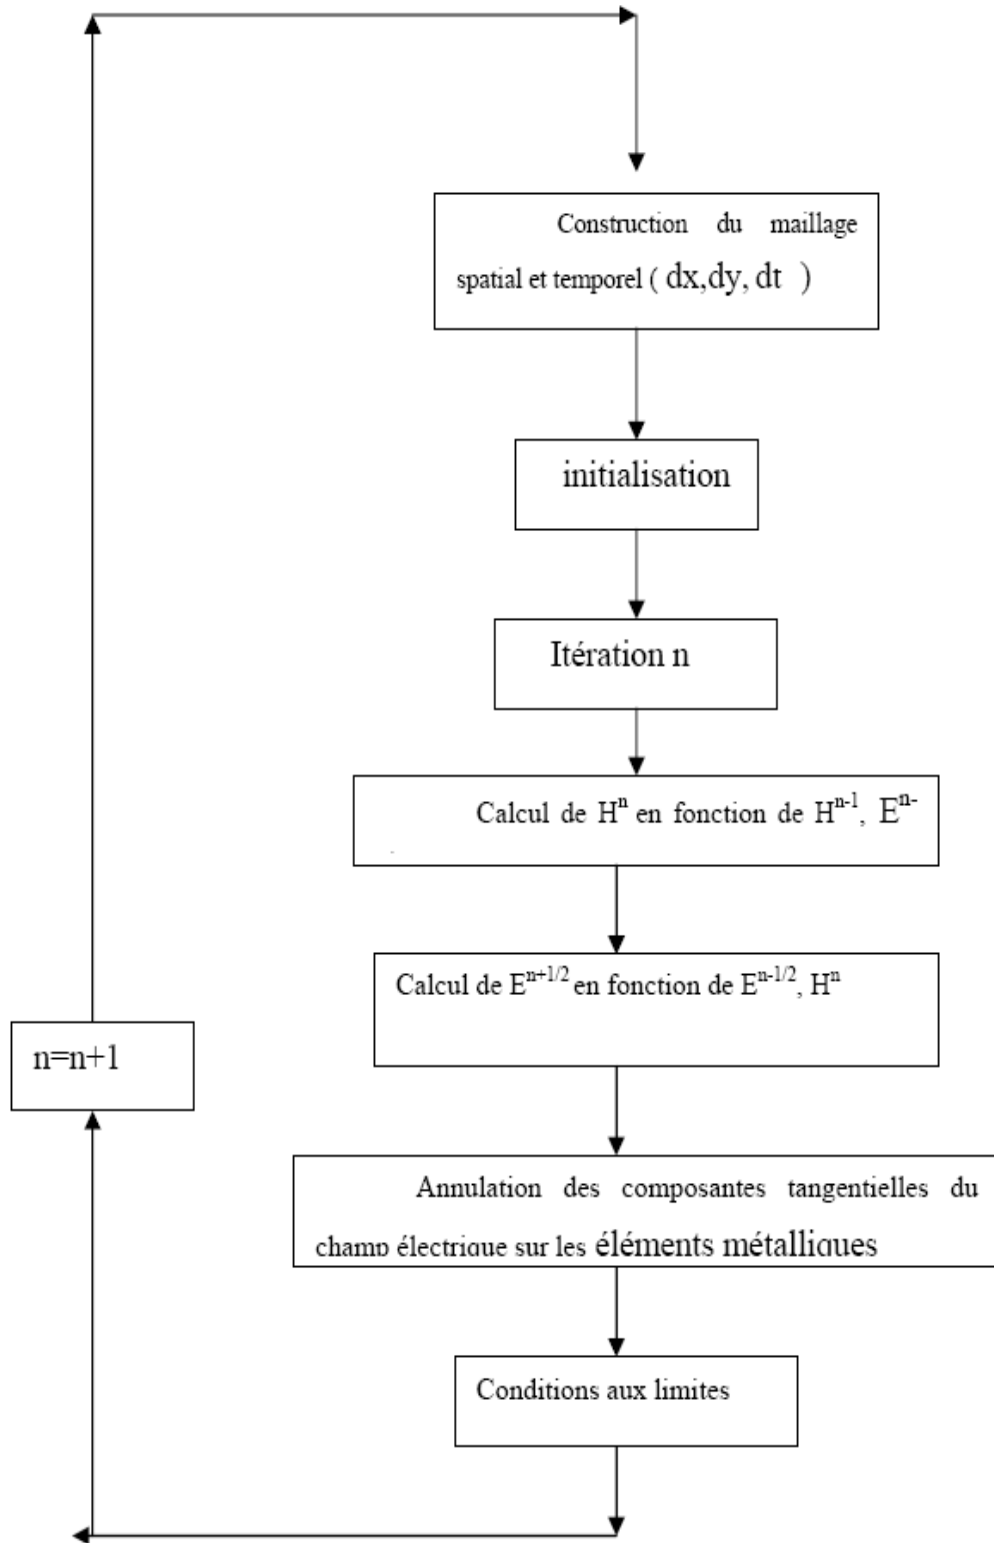 Construction du maillage
spatial et temporel ( dx,dy, dt )
initialisation
Itération n
Calcul de Hⁿ en fonction de Hⁿ⁻¹, Eⁿ⁻
Calcul de Eⁿ⁺¹/² en fonction de Eⁿ⁻¹/², Hⁿ
n=n+1
Annulation des composantes tangentielles du
champ électrique sur les éléments métalliques
Conditions aux limites